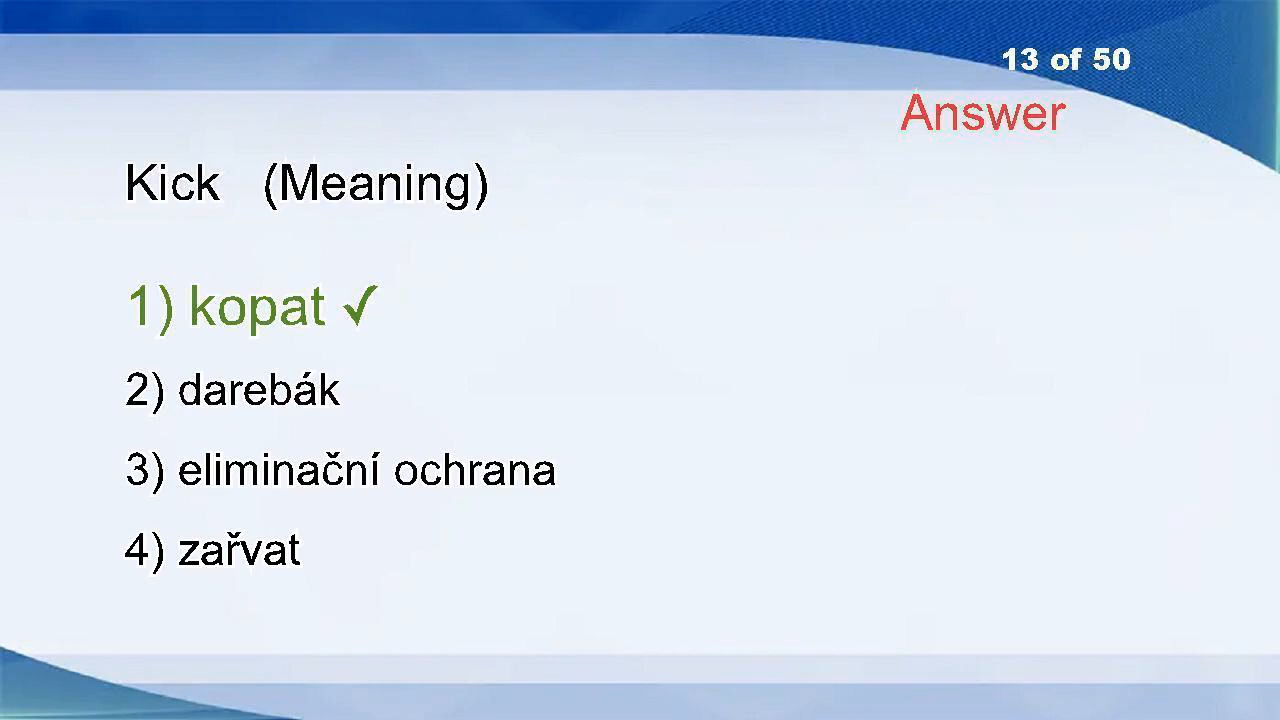 13 of 50
Answer
Kick (Meaning)
1) kopat ✓
2) darebák
3) eliminační ochrana
4) zařvat